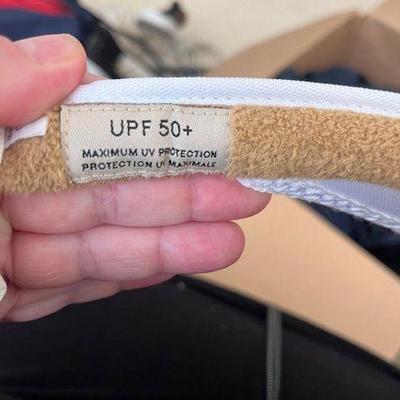 UPF 50+
MAXIMUM UV PROTECTION
PROTECTION UV MAXIMALE